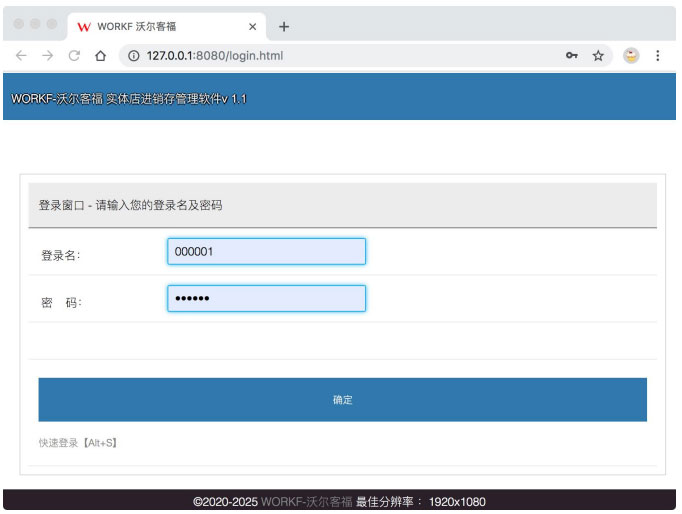 WORKF 沃尔客福
127.0.0.1:8080/login.html
WORKF-沃尔客福 实体店进销存管理软件v 1.1
登录窗口 - 请输入您的登录名及密码
登录名: 000001
密 码: ••••••
确定
快速登录【Alt+S】
©2020-2025 WORKF-沃尔客福 最佳分辨率： 1920x1080